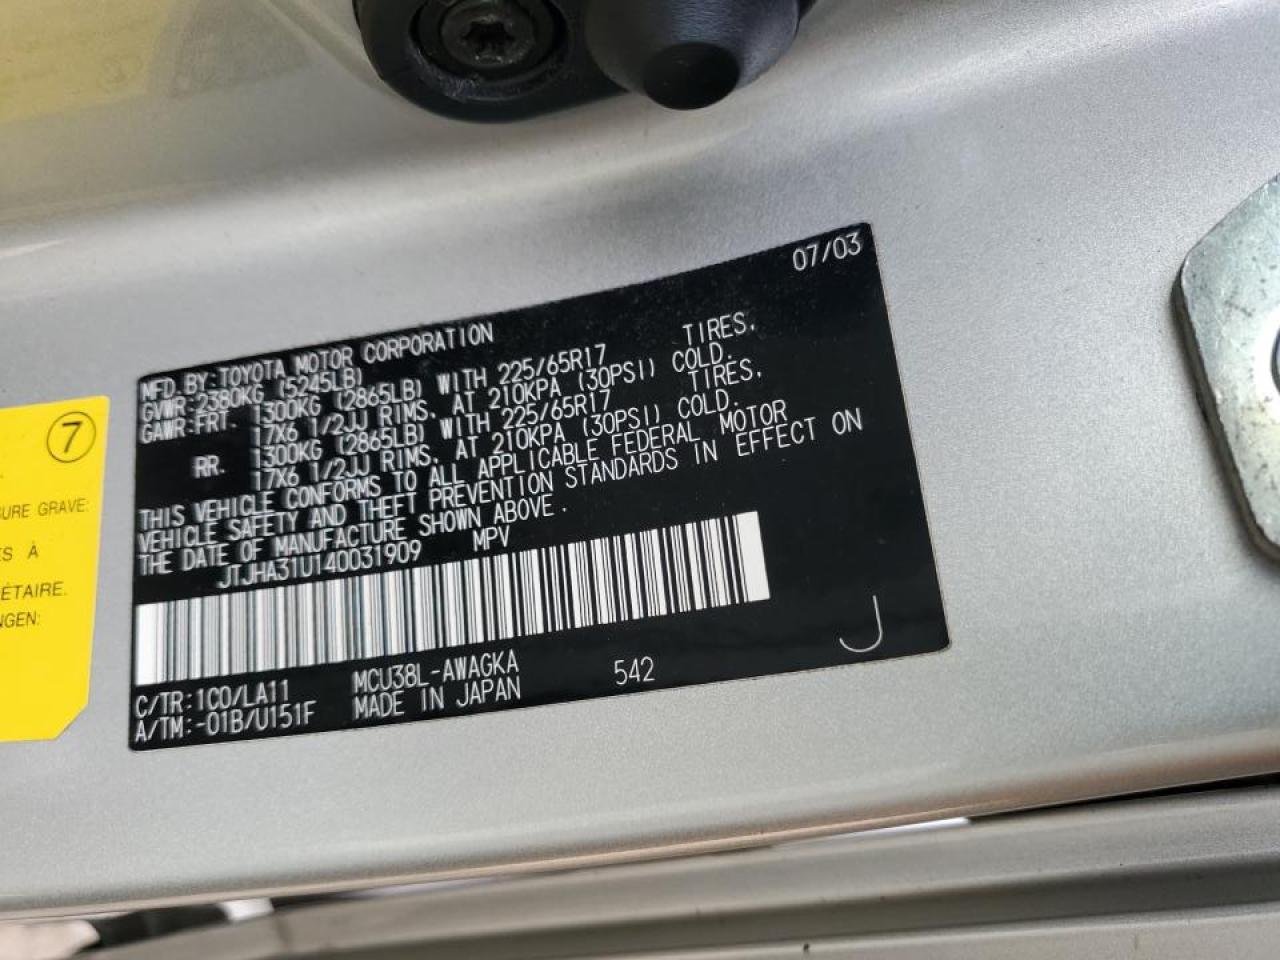 07/03
MFD. BY: TOYOTA MOTOR CORPORATION
GVWR: 2380KG (5245LB)
GAWR: FRT. 1300KG (2865LB) WITH 225/65R17 TIRES,
17X6 1/2JJ RIMS, AT 210KPA (30PSI) COLD.
RR. 1300KG (2865LB) WITH 225/65R17 TIRES,
17X6 1/2JJ RIMS, AT 210KPA (30PSI) COLD.
THIS VEHICLE CONFORMS TO ALL APPLICABLE FEDERAL MOTOR
VEHICLE SAFETY AND THEFT PREVENTION STANDARDS IN EFFECT ON
THE DATE OF MANUFACTURE SHOWN ABOVE.
JTJHA31U140031909 MPV
C/TR: 1C0/LA11 MCU38L-AWAGKA 542 J
A/TM: -01B/U151F MADE IN JAPAN
7
GRAVE:
À